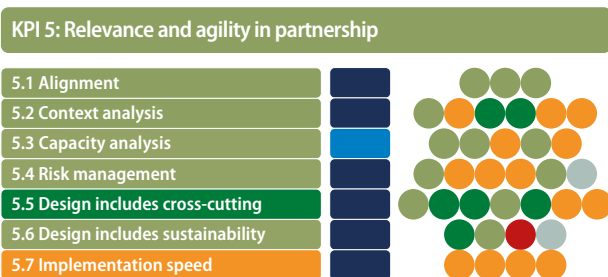 KPI 5: Relevance and agility in partnership
5.1 Alignment
5.2 Context analysis
5.3 Capacity analysis
5.4 Risk management
5.5 Design includes cross-cutting
5.6 Design includes sustainability
5.7 Implementation speed